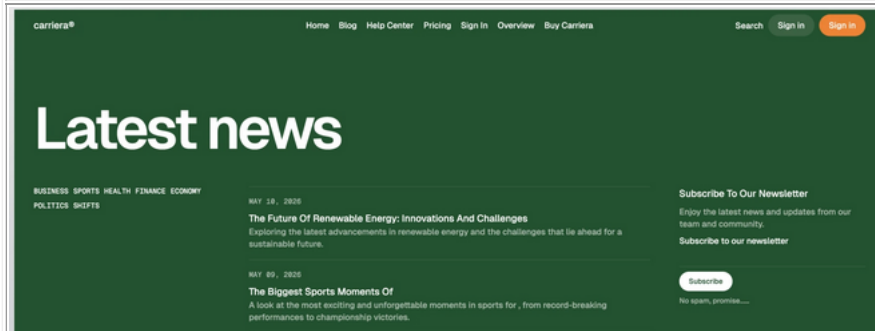 carriera®
Home Blog Help Center Pricing Sign In Overview Buy Carriera
Search Sign in Sign in
Latest news
BUSINESS SPORTS HEALTH FINANCE ECONOMY
POLITICS SHIFTS
MAY 10, 2026
The Future Of Renewable Energy: Innovations And Challenges
Exploring the latest advancements in renewable energy and the challenges that lie ahead for a
sustainable future.
MAY 09, 2026
The Biggest Sports Moments Of
A look at the most exciting and unforgettable moments in sports for , from record-breaking
performances to championship victories.
Subscribe To Our Newsletter
Enjoy the latest news and updates from our
team and community.
Subscribe to our newsletter
Subscribe
No spam, promise.....